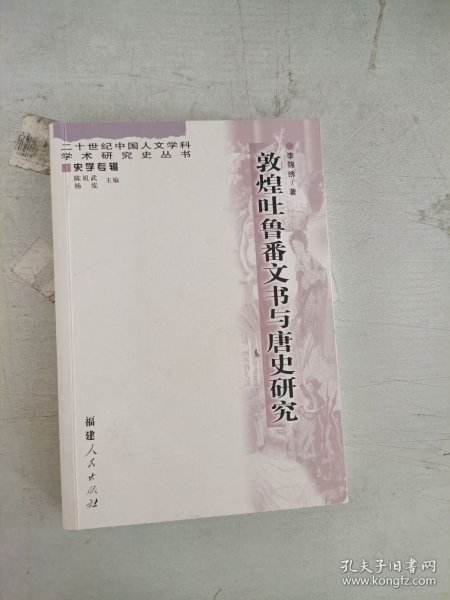 二十世纪中国人文学科
学术研究史丛书
史学专辑
陈祖武
杨泓
主编
李锦绣/著
敦煌吐鲁番文书与唐史研究
福建人民出版社
孔夫子旧书网
www.kongfz.com